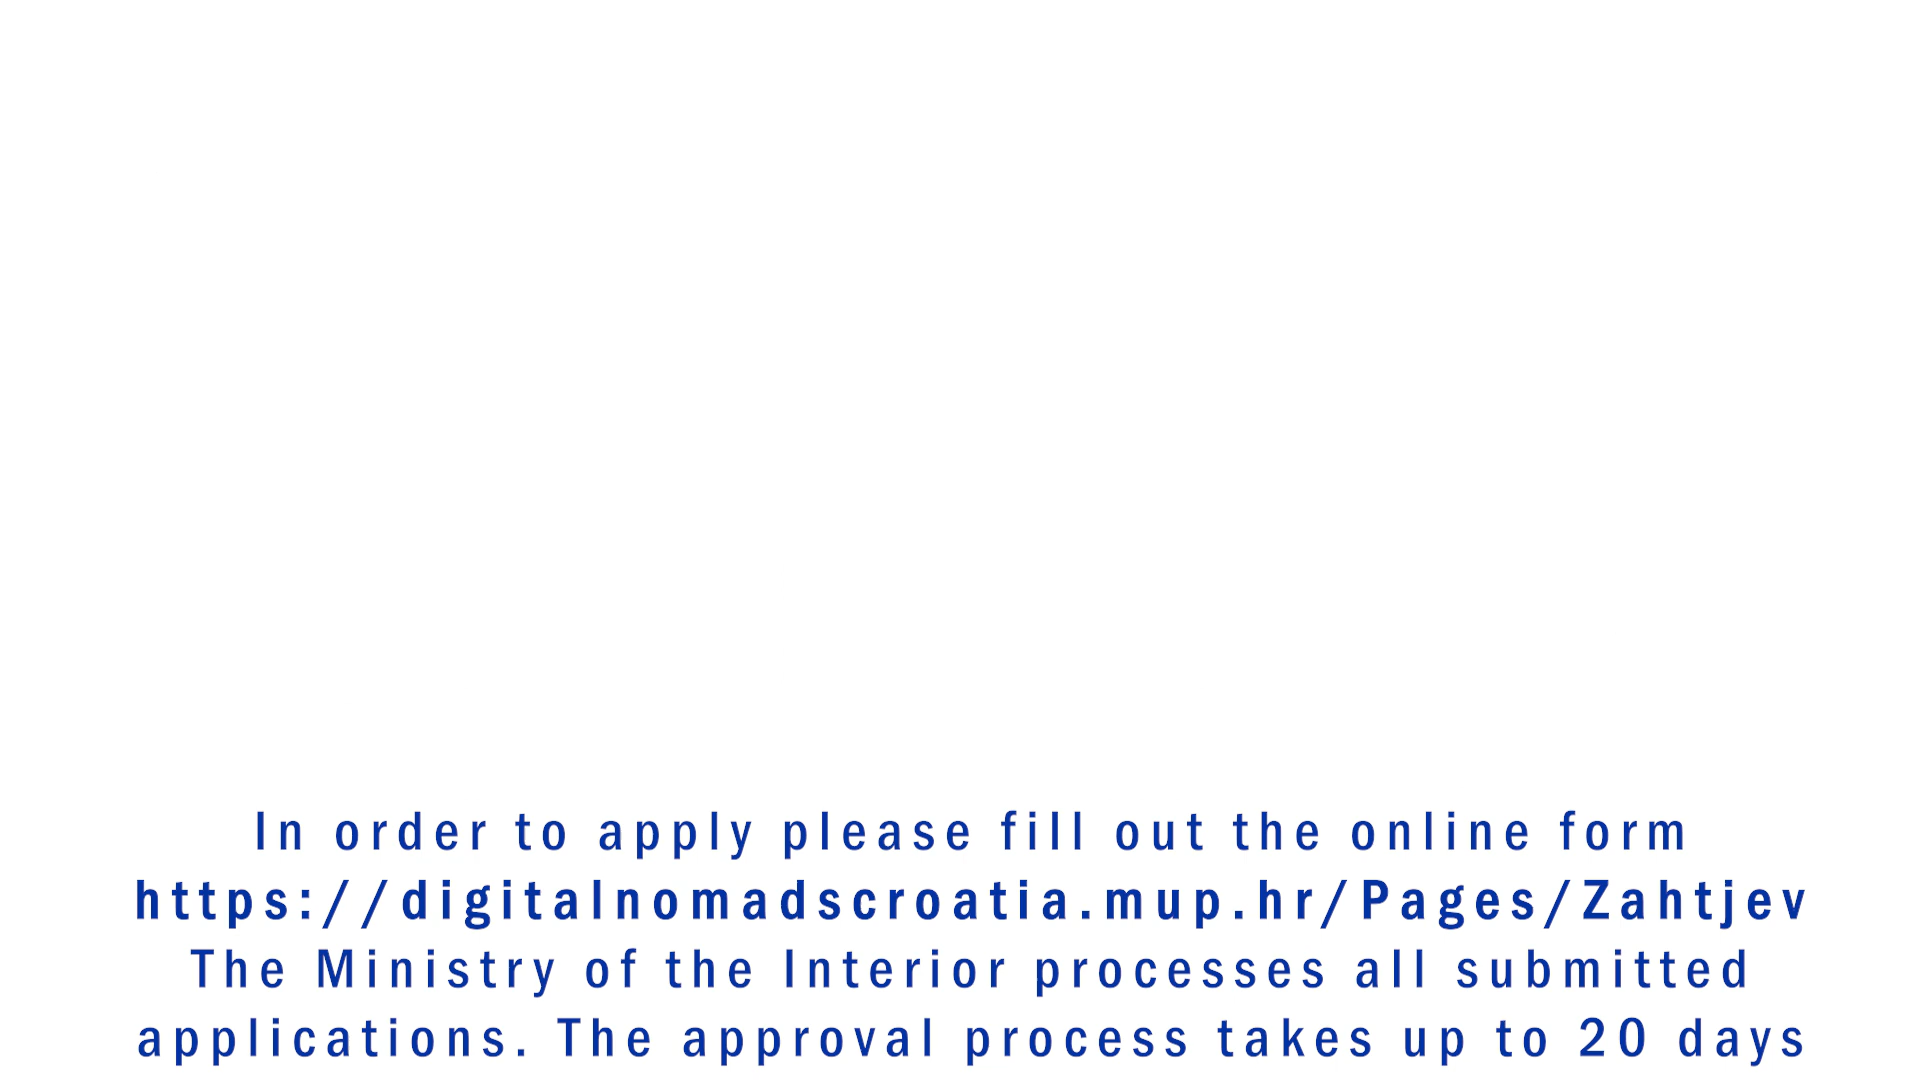 In order to apply please fill out the online form
https://digitalnomadscroatia.mup.hr/Pages/Zahtjev
The Ministry of the Interior processes all submitted
applications. The approval process takes up to 20 days